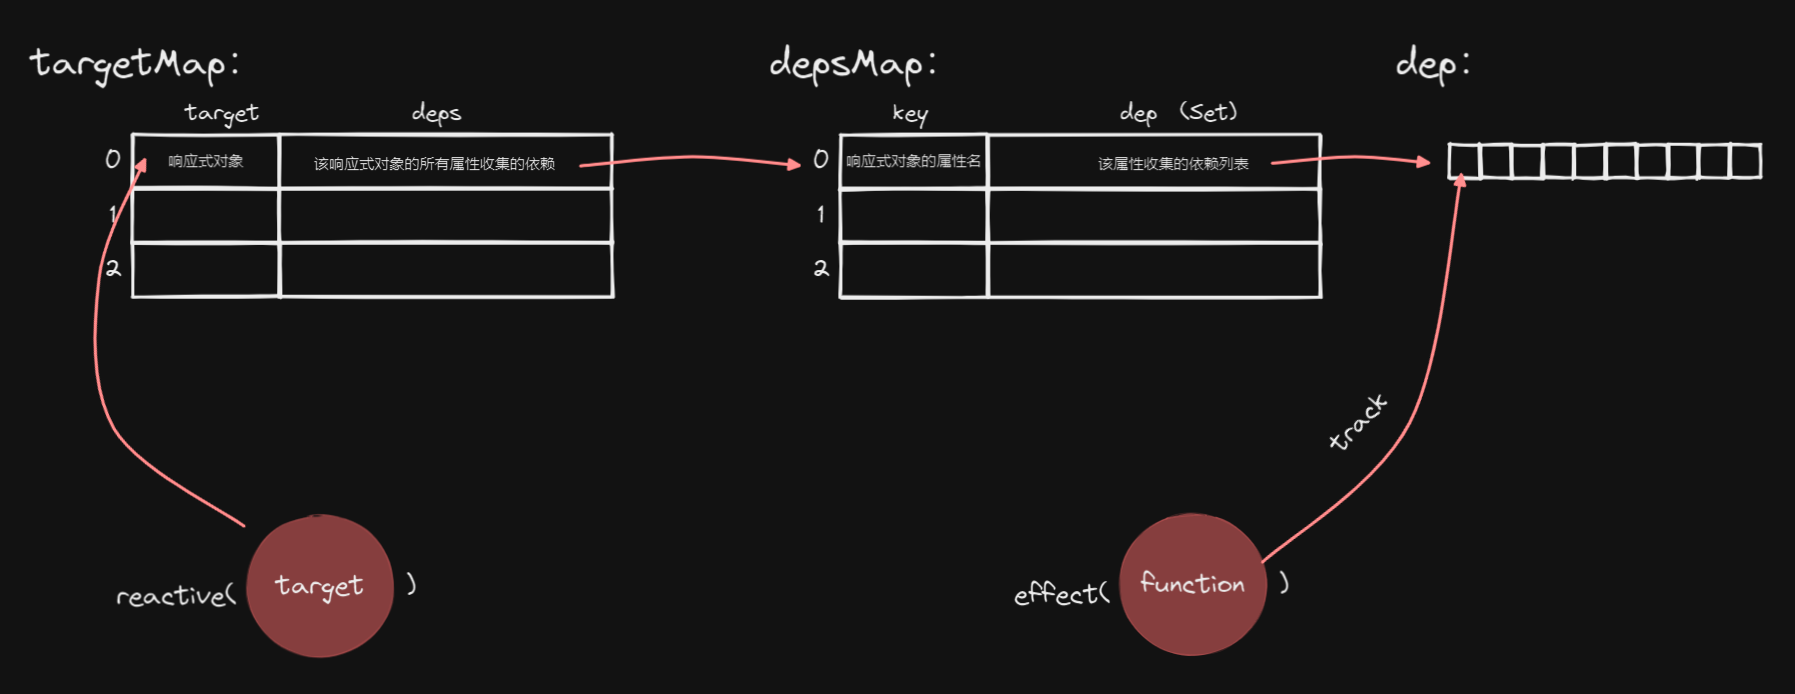 targetMap:
depsMap:
dep:
target
deps
key
dep (Set)
0
响应式对象
该响应式对象的所有属性收集的依赖
0
响应式对象的属性名
该属性收集的依赖列表
1
1
2
2
track
reactive(
target
)
effect(
function
)